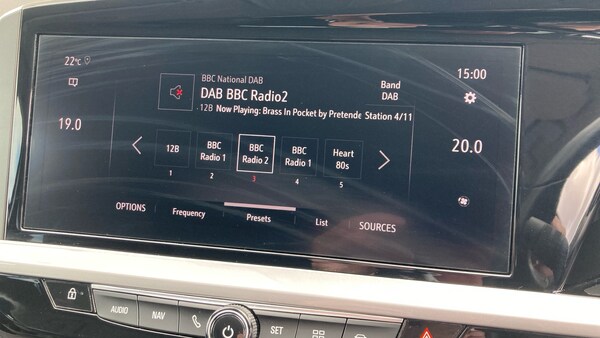 22°C
15:00
BBC National DAB
DAB BBC Radio2
Band
DAB
12B Now Playing: Brass In Pocket by Pretende Station 4/11
19.0
20.0
12B
BBC
Radio 1
BBC
Radio 2
BBC
Radio 1
Heart
80s
1 2 3 4 5
OPTIONS Frequency Presets List SOURCES
AUDIO NAV SET